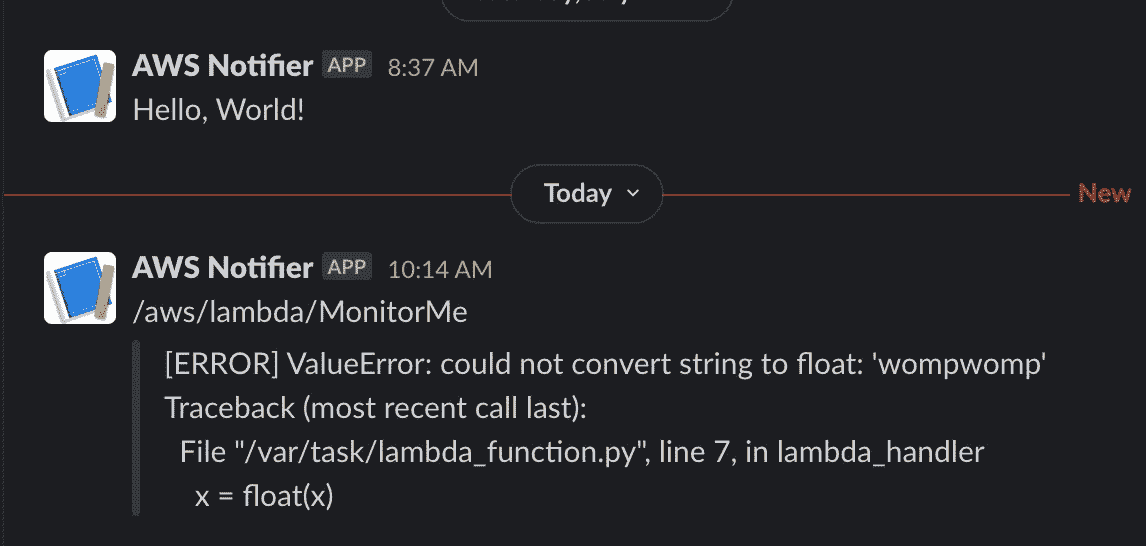 AWS Notifier APP 8:37 AM
Hello, World!
Today
New
AWS Notifier APP 10:14 AM
/aws/lambda/MonitorMe
[ERROR] ValueError: could not convert string to float: 'wompwomp'
Traceback (most recent call last):
File "/var/task/lambda_function.py", line 7, in lambda_handler
x = float(x)